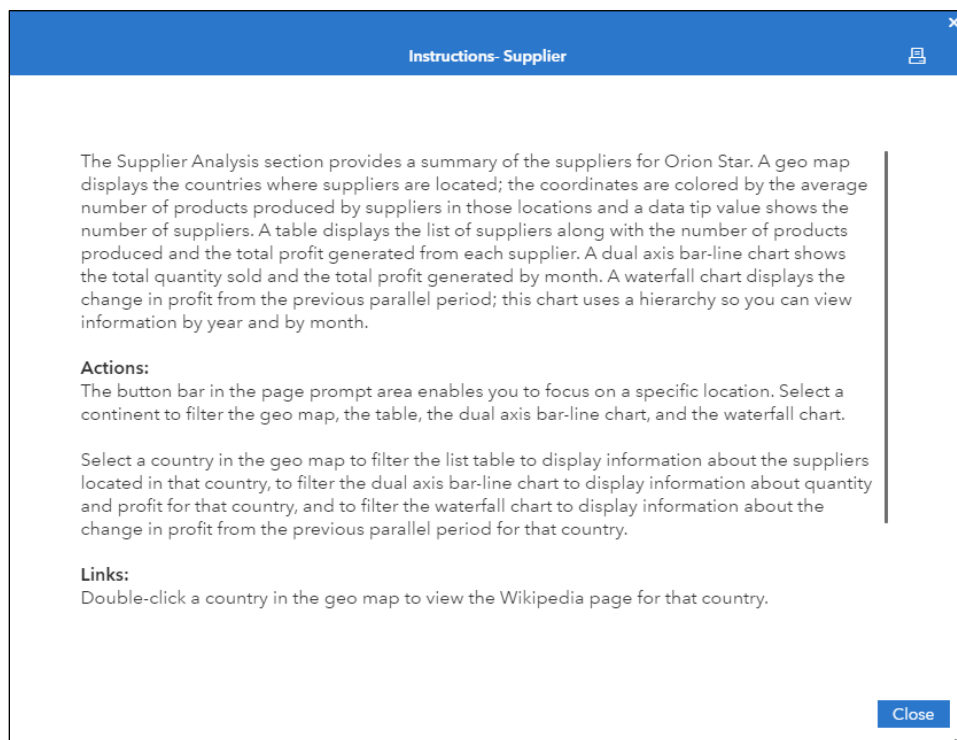 Instructions- Supplier
The Supplier Analysis section provides a summary of the suppliers for Orion Star. A geo map
displays the countries where suppliers are located; the coordinates are colored by the average
number of products produced by suppliers in those locations and a data tip value shows the
number of suppliers. A table displays the list of suppliers along with the number of products
produced and the total profit generated from each supplier. A dual axis bar-line chart shows
the total quantity sold and the total profit generated by month. A waterfall chart displays the
change in profit from the previous parallel period; this chart uses a hierarchy so you can view
information by year and by month.
Actions:
The button bar in the page prompt area enables you to focus on a specific location. Select a
continent to filter the geo map, the table, the dual axis bar-line chart, and the waterfall chart.
Select a country in the geo map to filter the list table to display information about the suppliers
located in that country, to filter the dual axis bar-line chart to display information about quantity
and profit for that country, and to filter the waterfall chart to display information about the
change in profit from the previous parallel period for that country.
Links:
Double-click a country in the geo map to view the Wikipedia page for that country.
Close